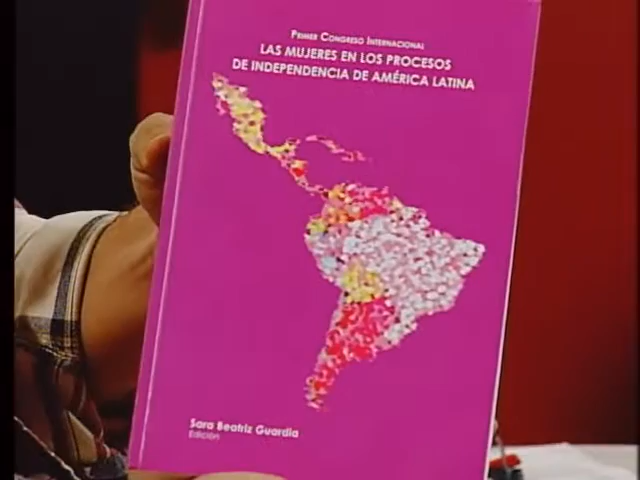 PRIMER CONGRESO INTERNACIONAL
LAS MUJERES EN LOS PROCESOS
DE INDEPENDENCIA DE AMÉRICA LATINA
Sara Beatriz Guardia
Edición